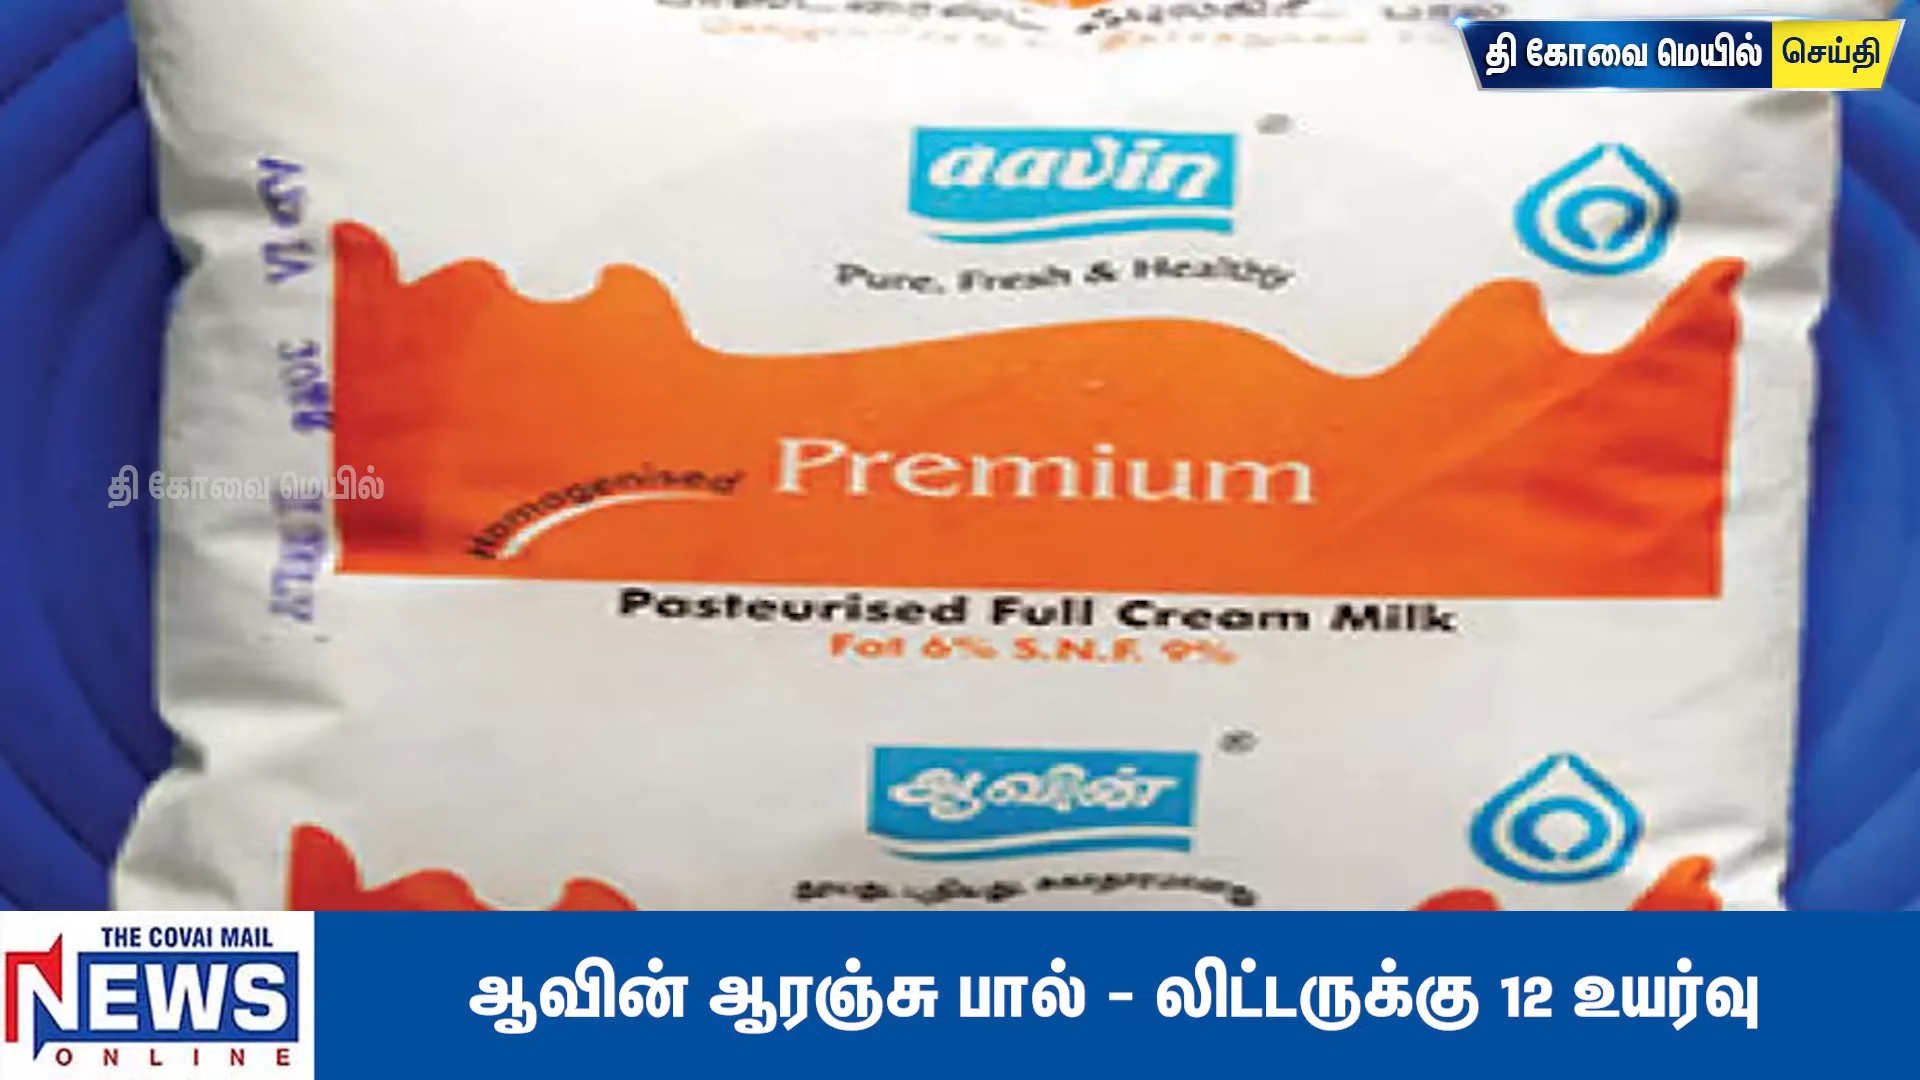 தி கோவை மெயில் செய்தி
aavin
Pure, Fresh & Healthy
Homogenised
Premium
தி கோவை மெயில்
Pasteurised Full Cream Milk
Fat 6% S.N.F. 9%
ஆவின்
THE COVAI MAIL
NEWS
ONLINE
ஆவின் ஆரஞ்சு பால் - லிட்டருக்கு 12 உயர்வு